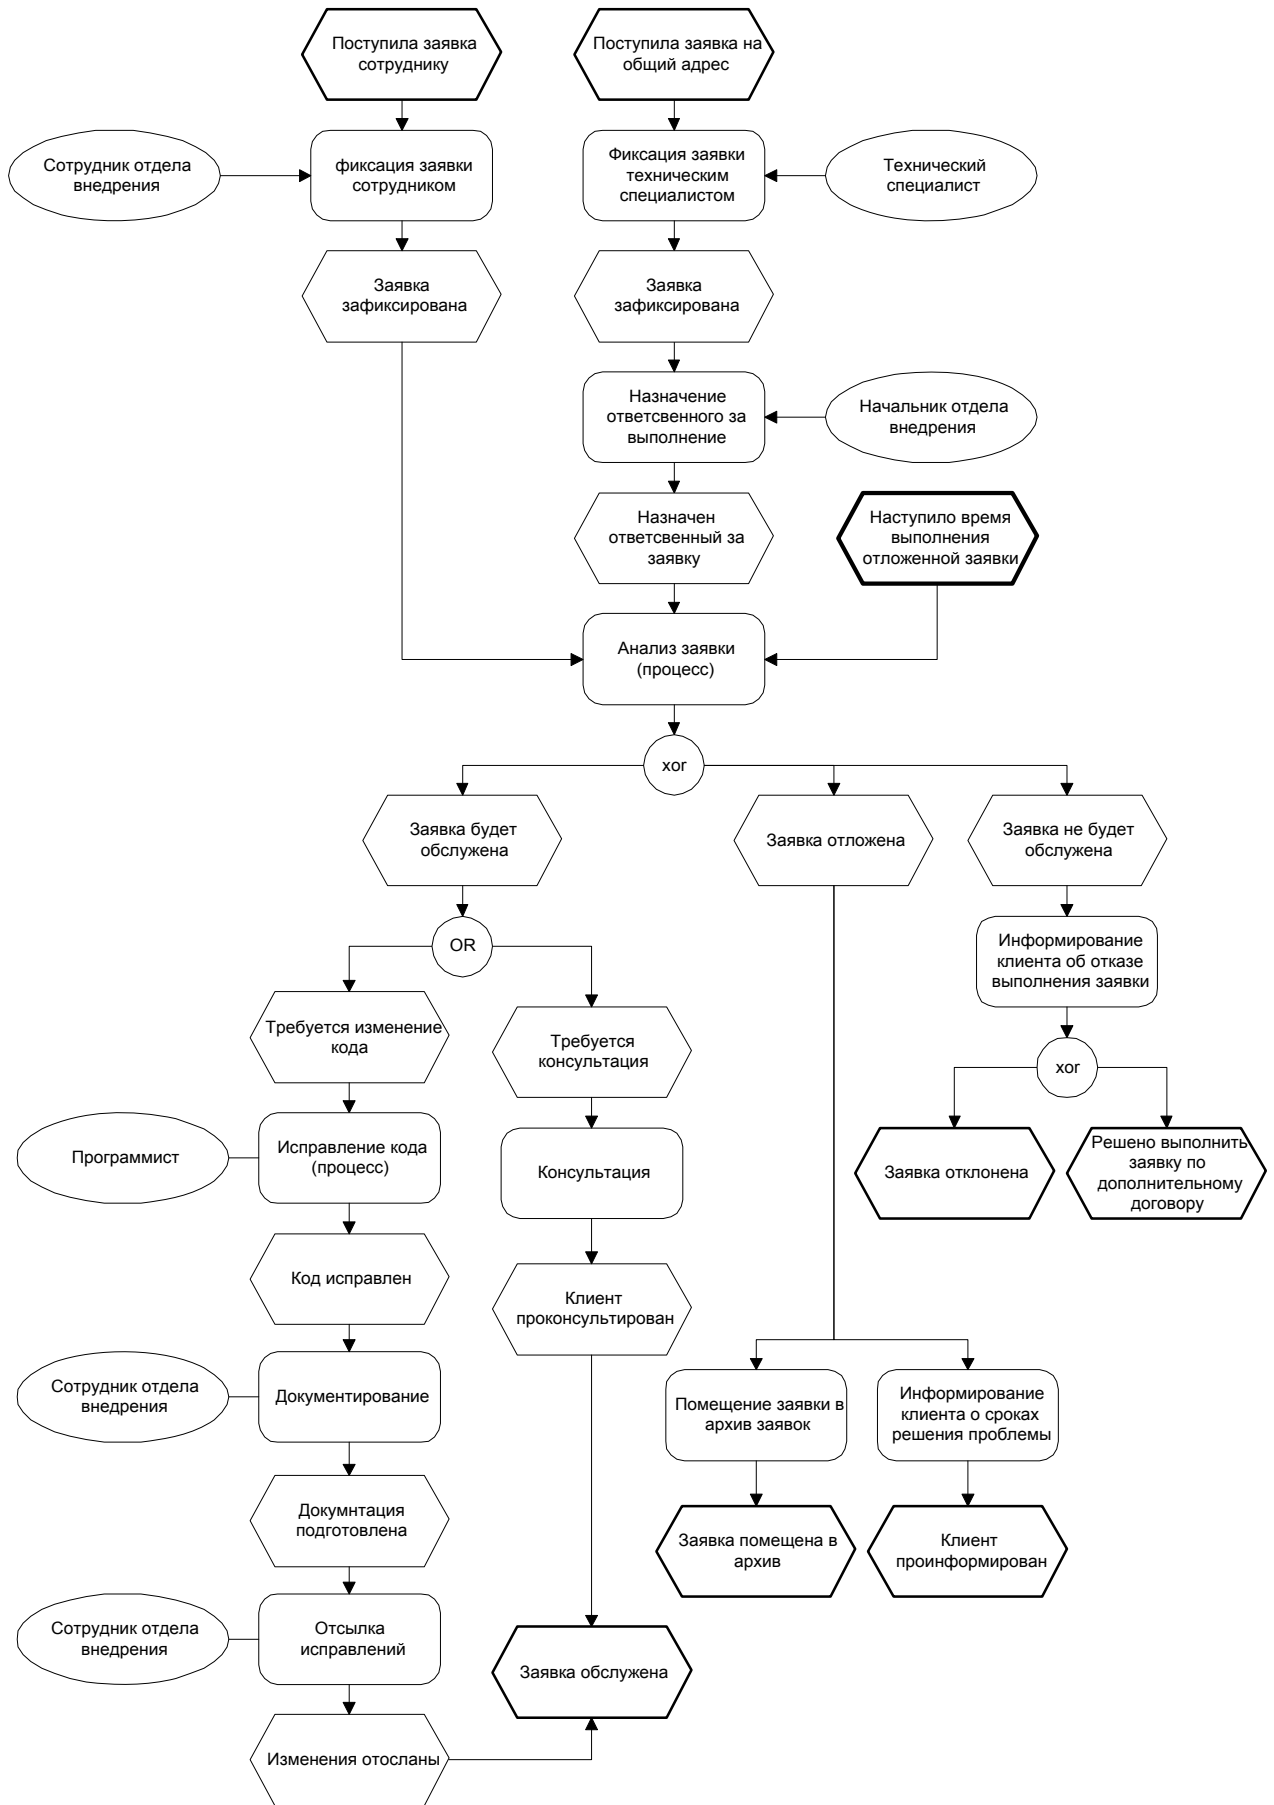 Поступила заявка
сотруднику
Поступила заявка на
общий адрес
Сотрудник отдела
внедрения
фиксация заявки
сотрудником
Фиксация заявки
техническим
специалистом
Технический
специалист
Заявка
зафиксирована
Заявка
зафиксирована
Назначение
ответсвенного за
выполнение
Начальник отдела
внедрения
Назначен
ответсвенный за
заявку
Наступило время
выполнения
отложенной заявки
Анализ заявки
(процесс)
xor
Заявка будет
обслужена
Заявка отложена
Заявка не будет
обслужена
OR
Информирование
клиента об отказе
выполнения заявки
Требуется изменение
кода
Требуется
консультация
xor
Программист
Исправление кода
(процесс)
Консультация
Заявка отклонена
Решено выполнить
заявку по
дополнительному
договору
Код исправлен
Клиент
проконсультирован
Сотрудник отдела
внедрения
Документирование
Помещение заявки в
архив заявок
Информирование
клиента о сроках
решения проблемы
Докумнтация
подготовлена
Заявка помещена в
архив
Клиент
проинформирован
Сотрудник отдела
внедрения
Отсылка
исправлений
Заявка обслужена
Изменения отосланы